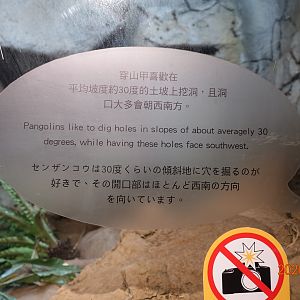 穿山甲喜歡在
平均坡度約30度的土坡上挖洞，且洞
口大多會朝西南方。
Pangolins like to dig holes in slopes of about averagely 30
degrees, while having these holes face southwest.
センザンコウは30度くらいの傾斜地に穴を掘るのが
好きで、その開口部はほとんど西南の方向
を向いています。